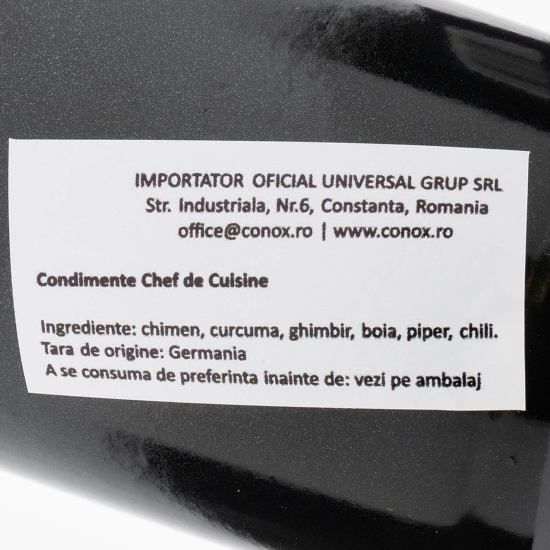 IMPORTATOR OFICIAL UNIVERSAL GRUP SRL
Str. Industriala, Nr.6, Constanta, Romania
office@conox.ro | www.conox.ro
Condimente Chef de Cuisine
Ingrediente: chimen, curcuma, ghimbir, boia, piper, chili.
Tara de origine: Germania
A se consuma de preferinta inainte de: vezi pe ambalaj